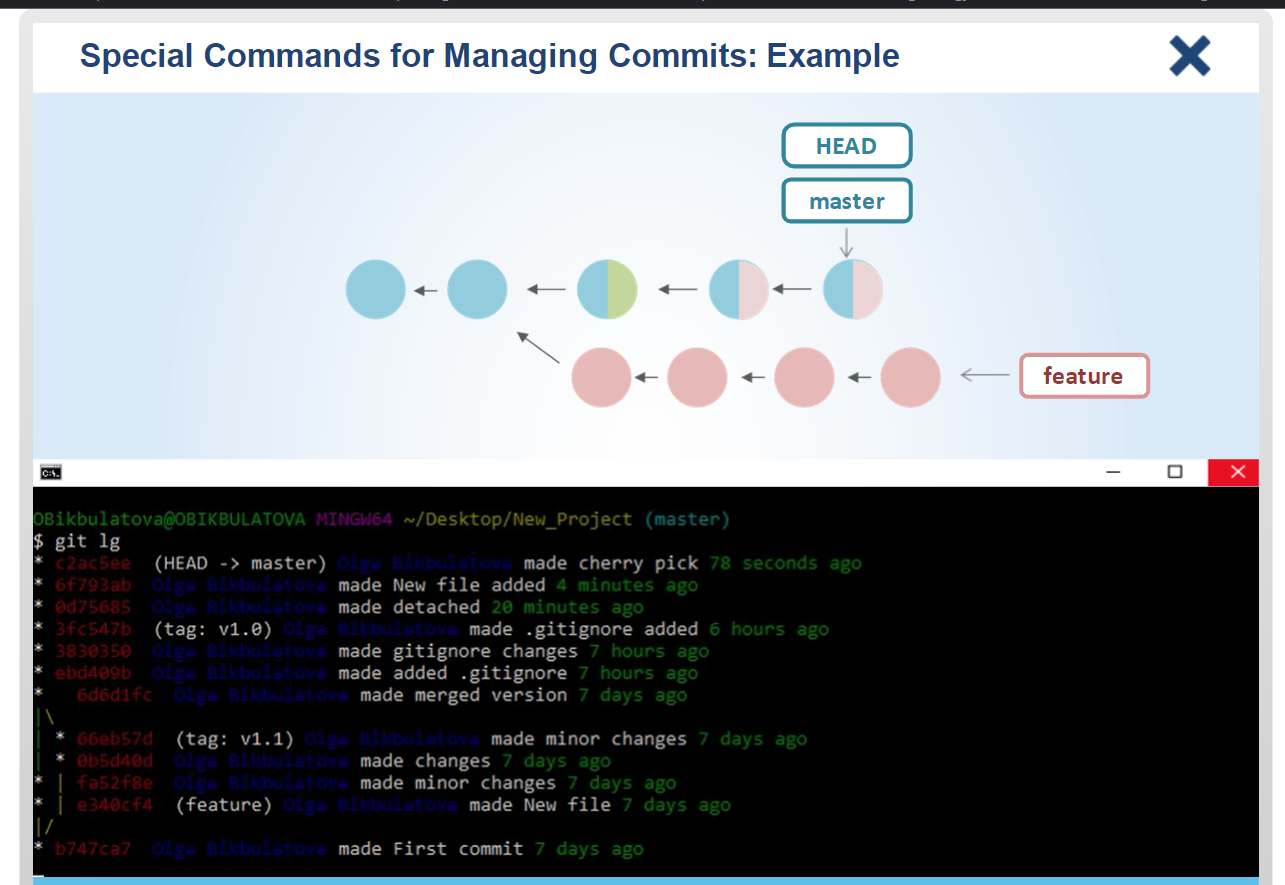 Special Commands for Managing Commits: Example
HEAD
master
feature
C:\.
OBikbulatova@OBIKBULATOVA MINGW64 ~/Desktop/New_Project (master)
$ git lg
* c2ac5ee (HEAD -> master) Olga Bikbulatova made cherry pick 78 seconds ago
* 6f793ab Olga Bikbulatova made New file added 4 minutes ago
* 0d75685 Olga Bikbulatova made detached 20 minutes ago
* 3fc547b (tag: v1.0) Olga Bikbulatova made .gitignore added 6 hours ago
* 3830350 Olga Bikbulatova made gitignore changes 7 hours ago
* ebd409b Olga Bikbulatova made added .gitignore 7 hours ago
* 6d6d1fc Olga Bikbulatova made merged version 7 days ago
|\
| * 66eb57d (tag: v1.1) Olga Bikbulatova made minor changes 7 days ago
| * 0b5d40d Olga Bikbulatova made changes 7 days ago
* | fa52f8e Olga Bikbulatova made minor changes 7 days ago
* | e340cf4 (feature) Olga Bikbulatova made New file 7 days ago
|/
* b747ca7 Olga Bikbulatova made First commit 7 days ago